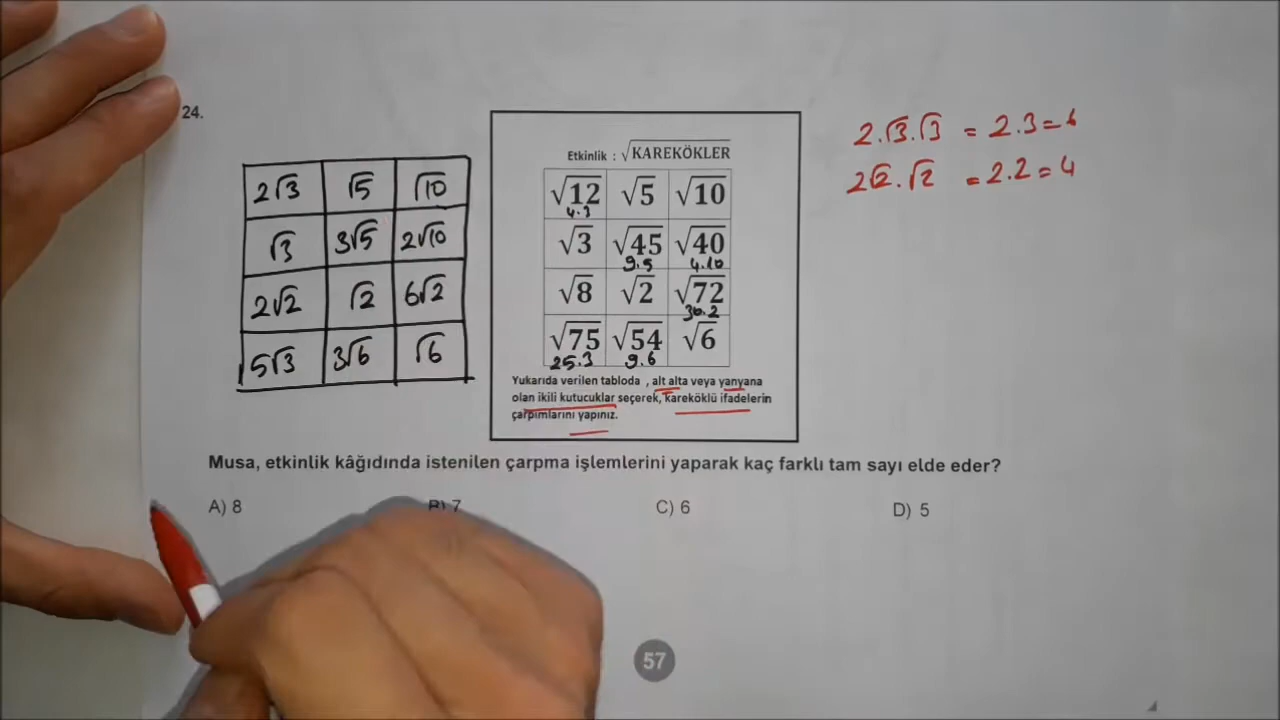 24.
2√3 √5 √10
√3 3√5 2√10
2√2 √2 6√2
5√3 3√6 √6
Etkinlik : √KAREKÖKLER
√12 √5 √10
4.3
√3 √45 √40
9.5 4.10
√8 √2 √72
36.2
√75 √54 √6
25.3 9.6
Yukarıda verilen tabloda , alt alta veya yanyana
olan ikili kutucuklar seçerek, kareköklü ifadelerin
çarpımlarını yapınız.
2.√3.√3 = 2.3=6
2√2.√2 = 2.2=4
Musa, etkinlik kâğıdında istenilen çarpma işlemlerini yaparak kaç farklı tam sayı elde eder?
A) 8 B) 7 C) 6 D) 5
57